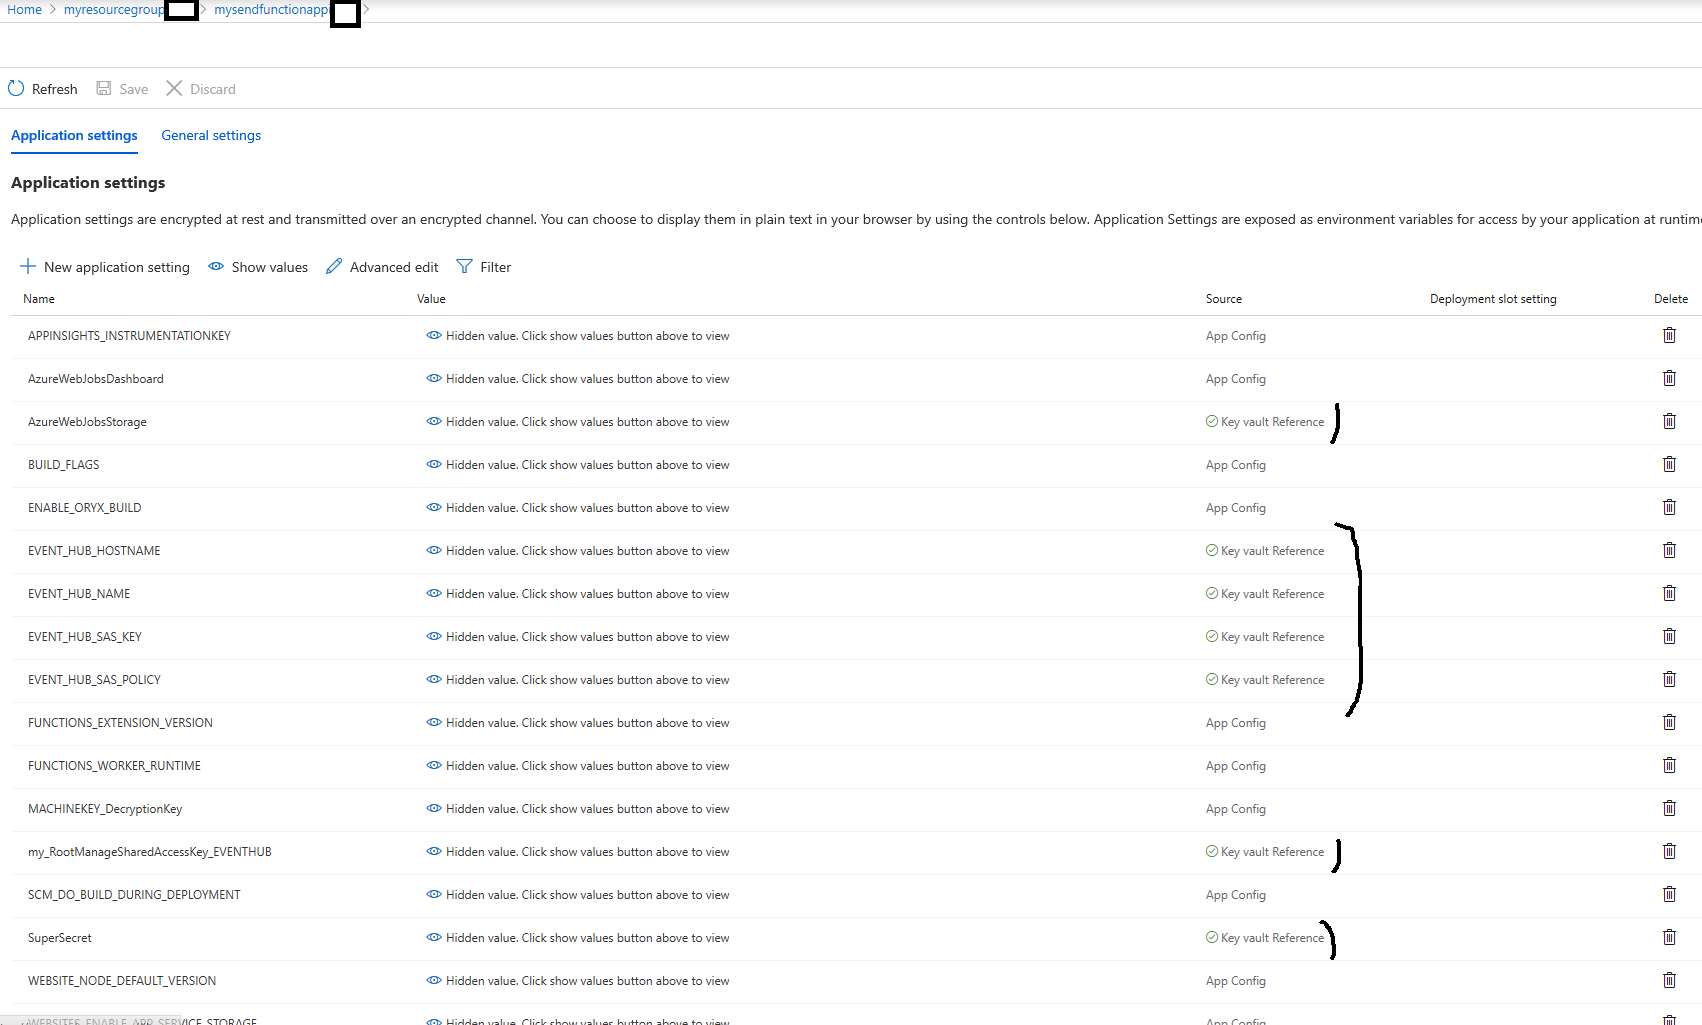 Home > myresourcegroup > mysendfunctionapp >
Refresh Save Discard
Application settings General settings
Application settings
Application settings are encrypted at rest and transmitted over an encrypted channel. You can choose to display them in plain text in your browser by using the controls below. Application Settings are exposed as environment variables for access by your application at runtime
New application setting Show values Advanced edit Filter
Name Value Source Deployment slot setting Delete
APPINSIGHTS_INSTRUMENTATIONKEY Hidden value. Click show values button above to view App Config
AzureWebJobsDashboard Hidden value. Click show values button above to view App Config
AzureWebJobsStorage Hidden value. Click show values button above to view Key vault Reference
BUILD_FLAGS Hidden value. Click show values button above to view App Config
ENABLE_ORYX_BUILD Hidden value. Click show values button above to view App Config
EVENT_HUB_HOSTNAME Hidden value. Click show values button above to view Key vault Reference
EVENT_HUB_NAME Hidden value. Click show values button above to view Key vault Reference
EVENT_HUB_SAS_KEY Hidden value. Click show values button above to view Key vault Reference
EVENT_HUB_SAS_POLICY Hidden value. Click show values button above to view Key vault Reference
FUNCTIONS_EXTENSION_VERSION Hidden value. Click show values button above to view App Config
FUNCTIONS_WORKER_RUNTIME Hidden value. Click show values button above to view App Config
MACHINEKEY_DecryptionKey Hidden value. Click show values button above to view App Config
my_RootManageSharedAccessKey_EVENTHUB Hidden value. Click show values button above to view Key vault Reference
SCM_DO_BUILD_DURING_DEPLOYMENT Hidden value. Click show values button above to view App Config
SuperSecret Hidden value. Click show values button above to view Key vault Reference
WEBSITE_NODE_DEFAULT_VERSION Hidden value. Click show values button above to view App Config
WEBSITES_ENABLE_APP_SERVICE_STORAGE Hidden value. Click show values button above to view App Config